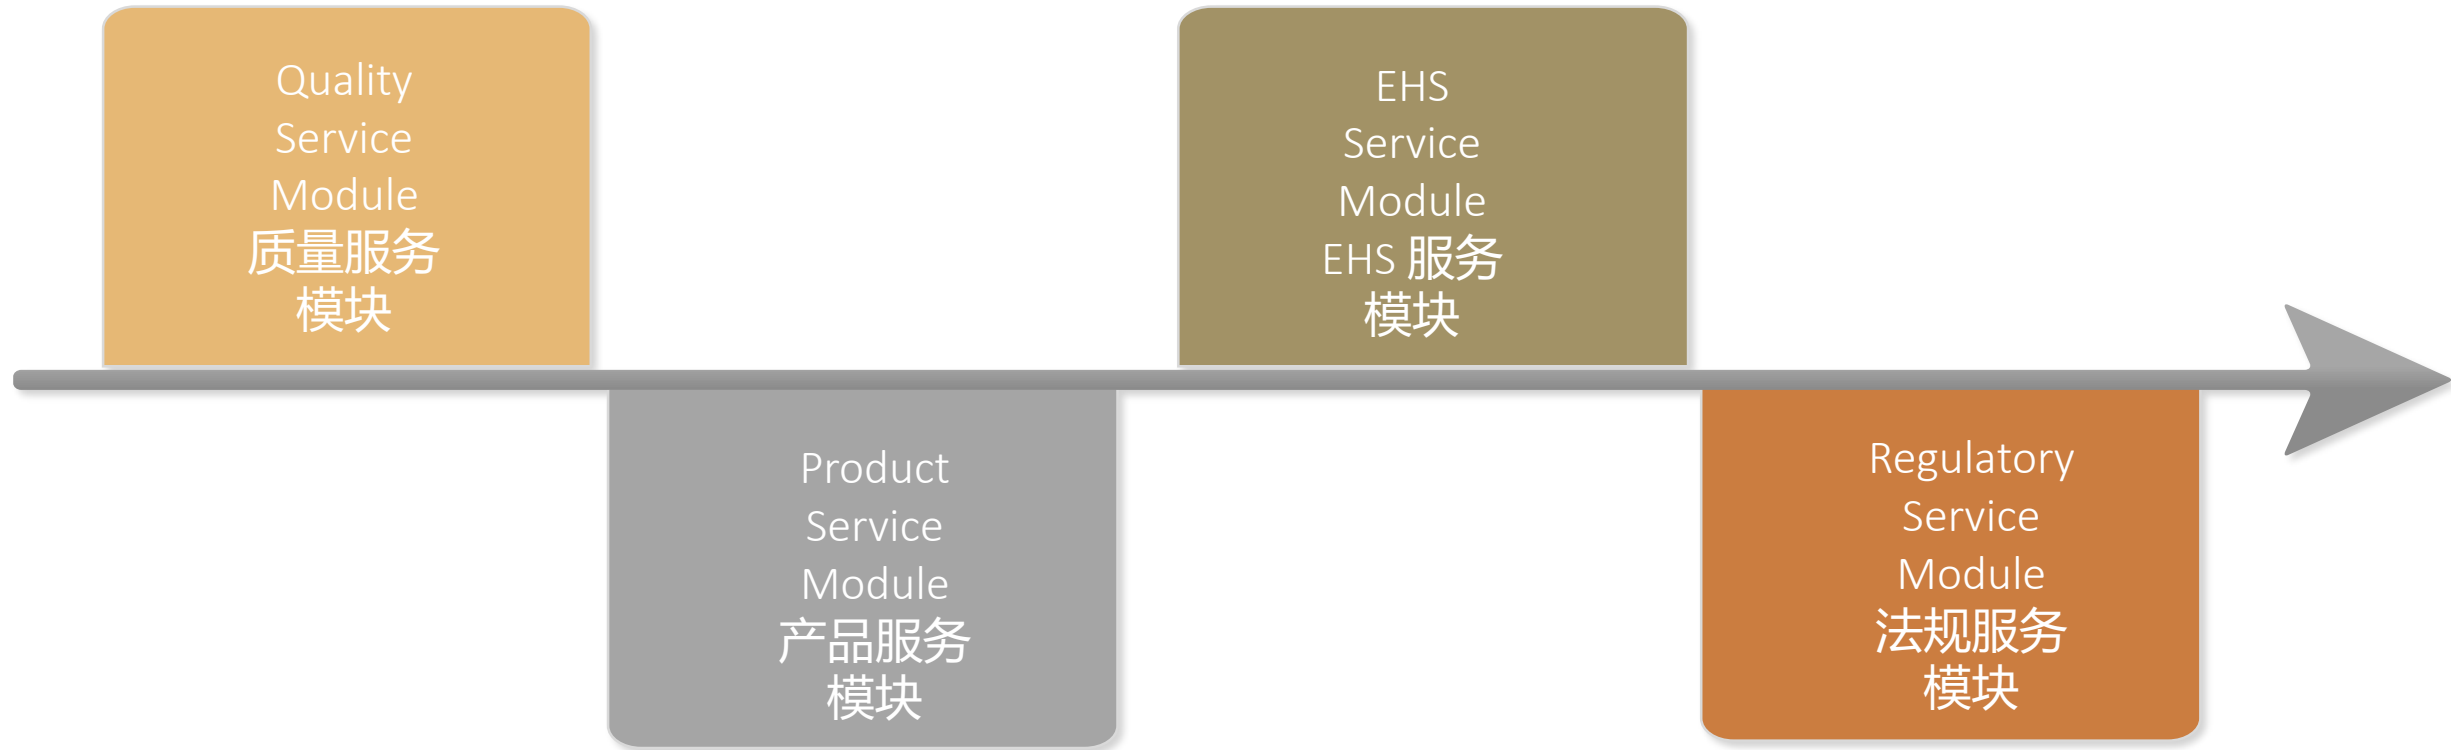 Quality
Service
Module
质量服务
模块
Product
Service
Module
产品服务
模块
EHS
Service
Module
EHS 服务
模块
Regulatory
Service
Module
法规服务
模块